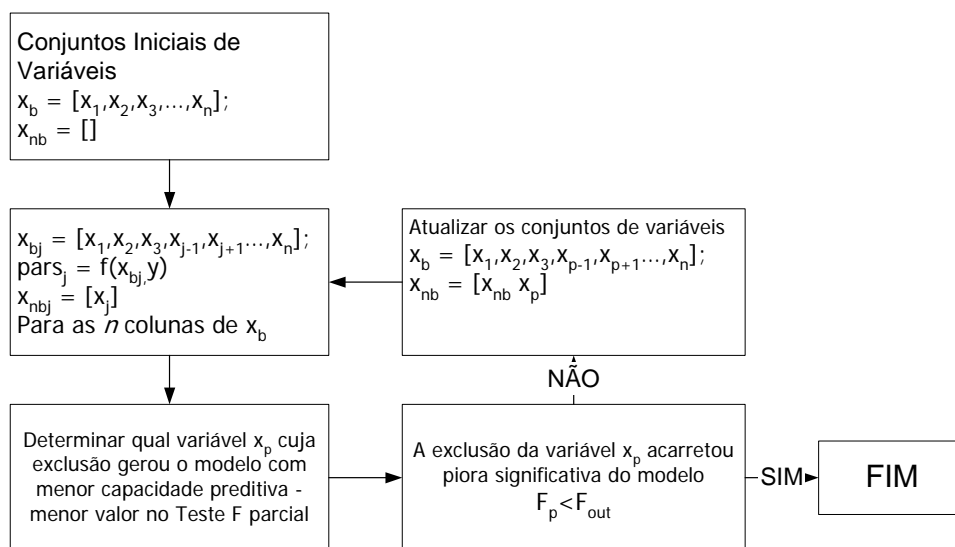 Conjuntos Iniciais de
Variáveis
x_b = [x_1,x_2,x_3,...,x_n];
x_nb = []
x_bj = [x_1,x_2,x_3,x_j-1,x_j+1...,x_n];
pars_j = f(x_bj,y)
x_nbj = [x_j]
Para as n colunas de x_b
Atualizar os conjuntos de variáveis
x_b = [x_1,x_2,x_3,x_p-1,x_p+1...,x_n];
x_nb = [x_nb x_p]
NÃO
Determinar qual variável x_p cuja
exclusão gerou o modelo com
menor capacidade preditiva -
menor valor no Teste F parcial
A exclusão da variável x_p acarretou
piora significativa do modelo
F_p<F_out
SIM
FIM